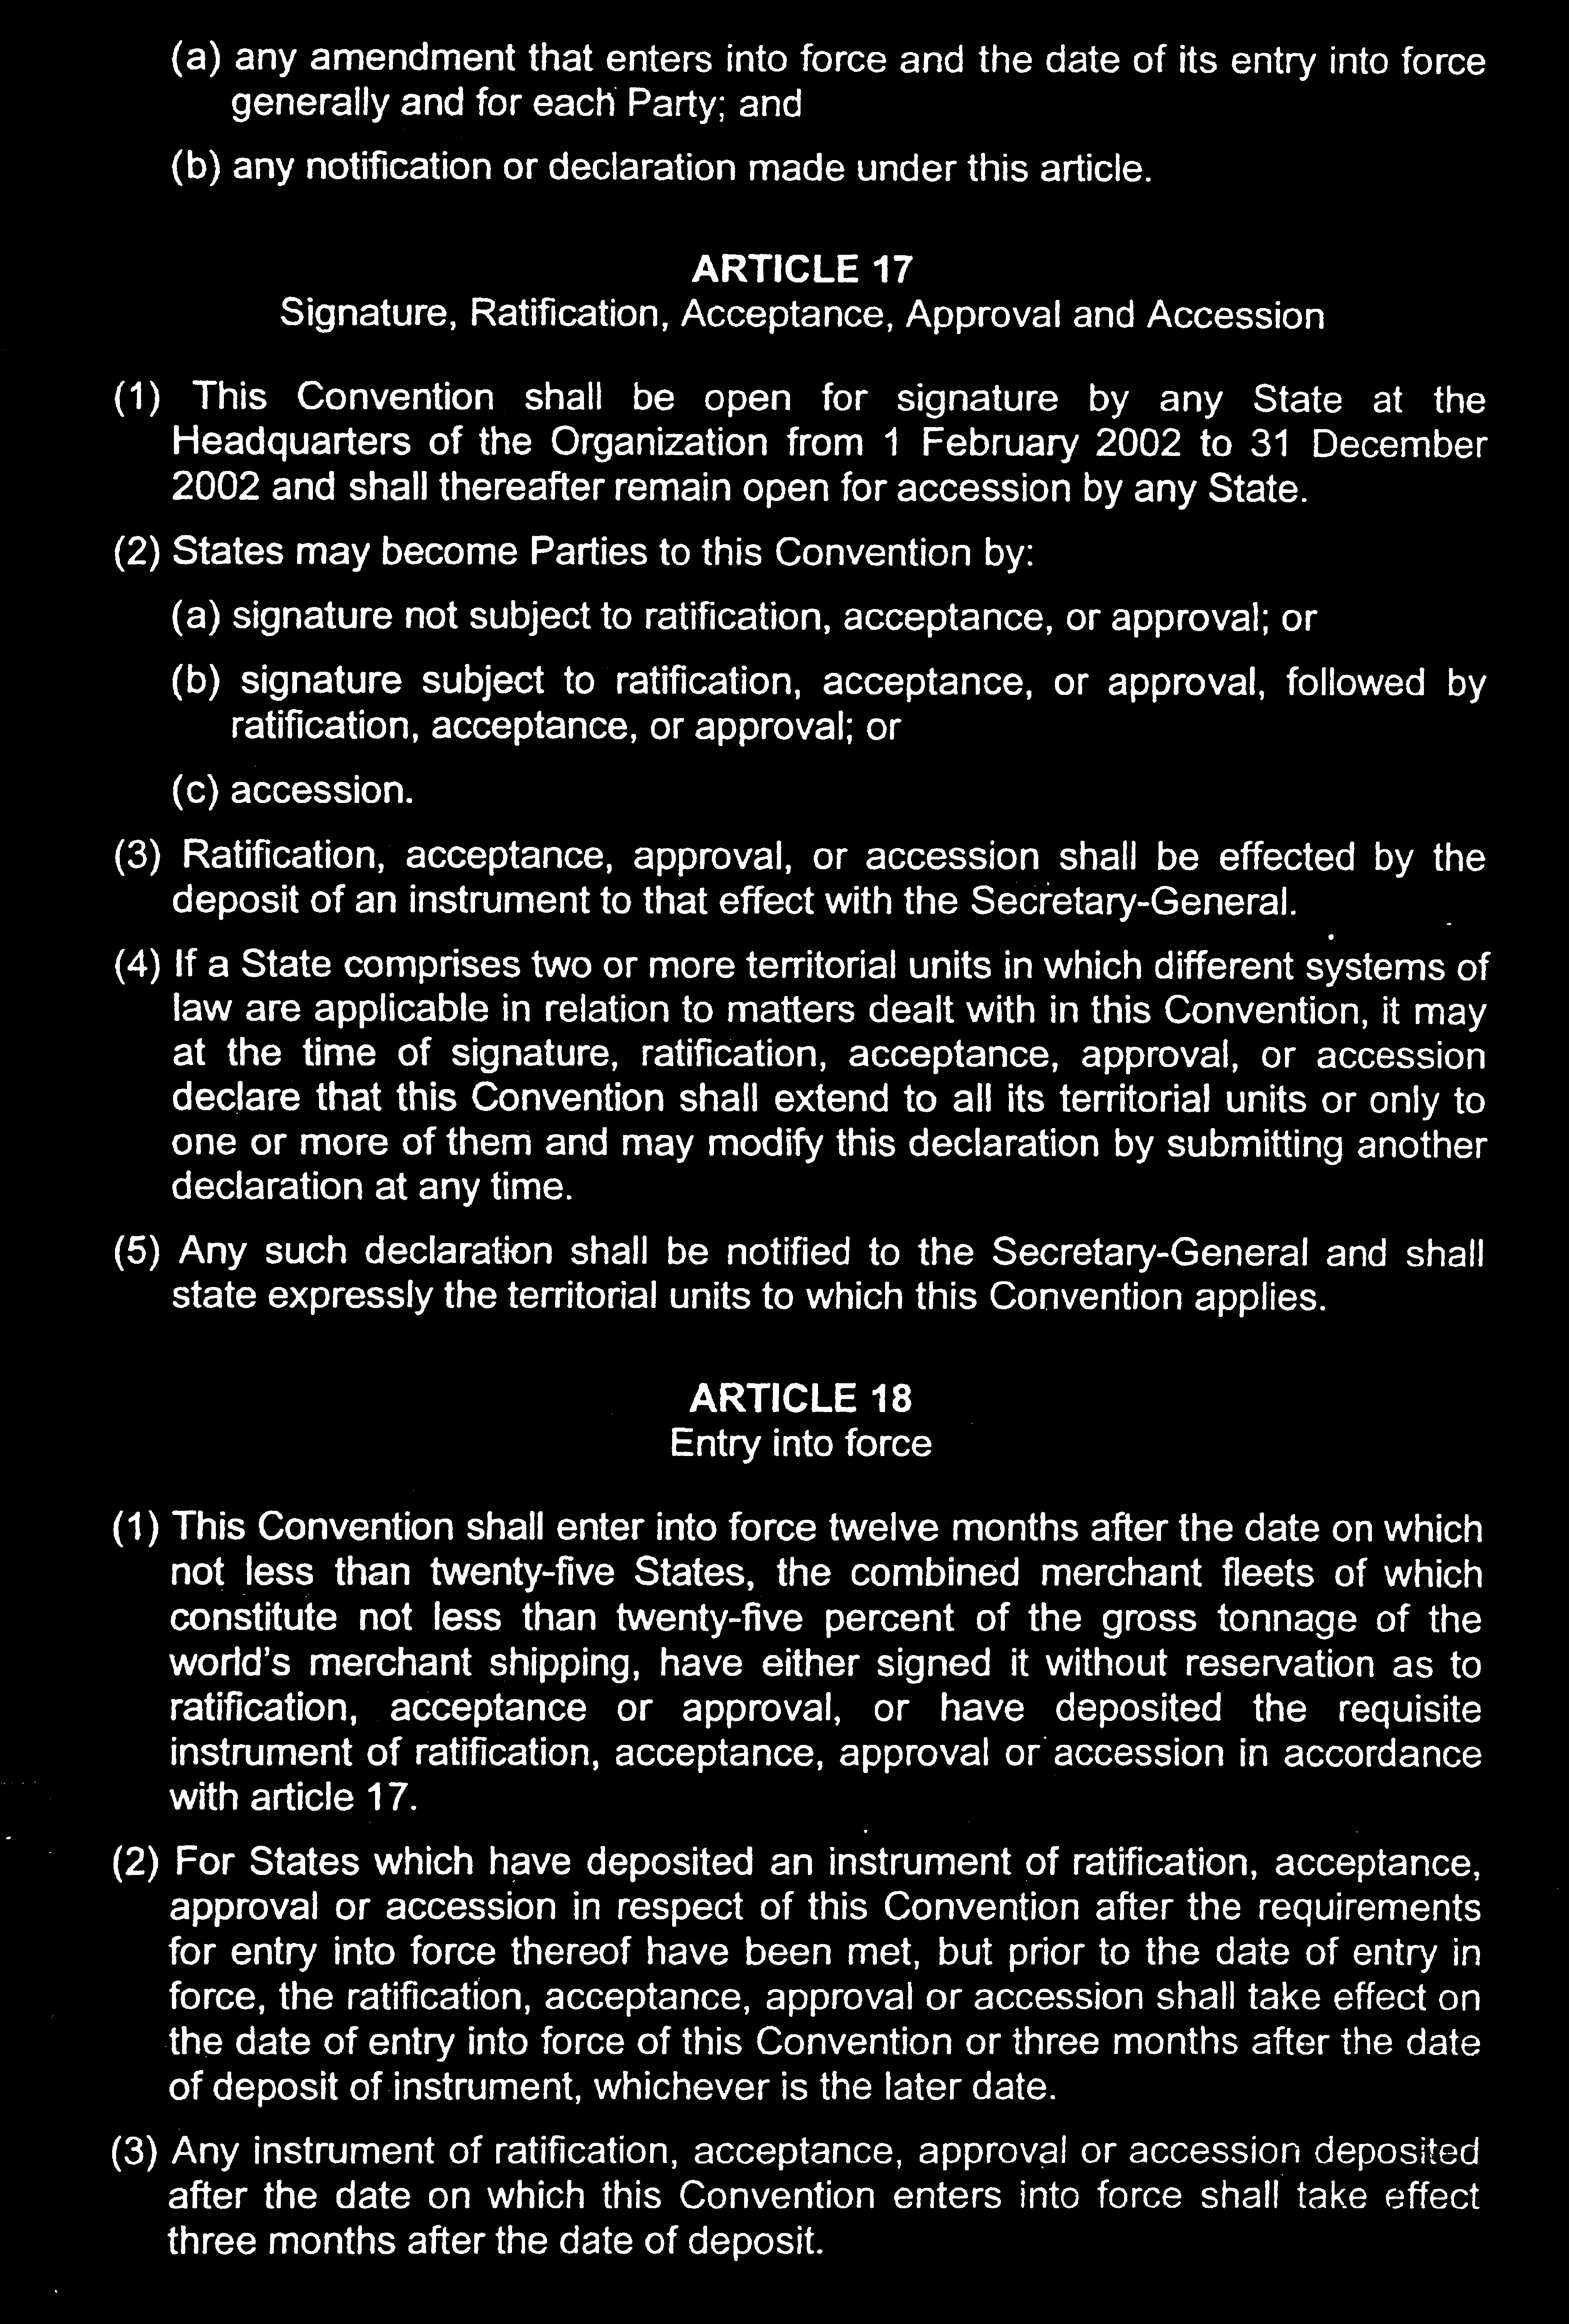 (a) any amendment that enters into force and the date of its entry into force
generally and for each Party; and
(b) any notification or declaration made under this article.
ARTICLE 17
Signature, Ratification, Acceptance, Approval and Accession
(1) This Convention shall be open for signature by any State at the
Headquarters of the Organization from 1 February 2002 to 31 December
2002 and shall thereafter remain open for accession by any State.
(2) States may become Parties to this Convention by:
(a) signature not subject to ratification, acceptance, or approval; or
(b) signature subject to ratification, acceptance, or approval, followed by
ratification, acceptance, or approval; or
(c) accession.
(3) Ratification, acceptance, approval, or accession shall be effected by the
deposit of an instrument to that effect with the Secretary-General.
(4) If a State comprises two or more territorial units in which different systems of
law are applicable in relation to matters dealt with in this Convention, it may
at the time of signature, ratification, acceptance, approval, or accession
declare that this Convention shall extend to all its territorial units or only to
one or more of them and may modify this declaration by submitting another
declaration at any time.
(5) Any such declaration shall be notified to the Secretary-General and shall
state expressly the territorial units to which this Convention applies.
ARTICLE 18
Entry into force
(1) This Convention shall enter into force twelve months after the date on which
not less than twenty-five States, the combined merchant fleets of which
constitute not less than twenty-five percent of the gross tonnage of the
world's merchant shipping, have either signed it without reservation as to
ratification, acceptance or approval, or have deposited the requisite
instrument of ratification, acceptance, approval or accession in accordance
with article 17.
(2) For States which have deposited an instrument of ratification, acceptance,
approval or accession in respect of this Convention after the requirements
for entry into force thereof have been met, but prior to the date of entry in
force, the ratification, acceptance, approval or accession shall take effect on
the date of entry into force of this Convention or three months after the date
of deposit of instrument, whichever is the later date.
(3) Any instrument of ratification, acceptance, approval or accession deposited
after the date on which this Convention enters into force shall take effect
three months after the date of deposit.